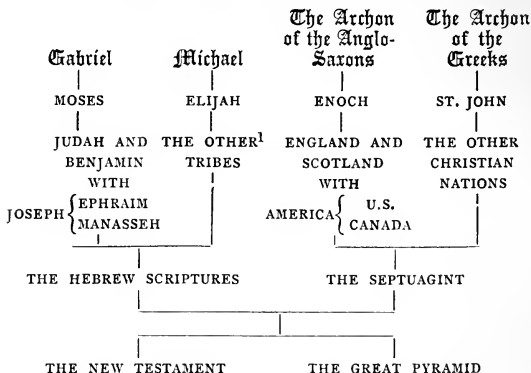 Gabriel
MOSES
JUDAH AND
BENJAMIN
WITH
JOSEPH { EPHRAIM
MANASSEH
Michael
ELIJAH
THE OTHER¹
TRIBES
The Archon
of the Anglo-
Saxons
ENOCH
ENGLAND AND
SCOTLAND
WITH
AMERICA { U.S.
CANADA
The Archon
of the
Greeks
ST. JOHN
THE OTHER
CHRISTIAN
NATIONS
THE HEBREW SCRIPTURES
THE SEPTUAGINT
THE NEW TESTAMENT
THE GREAT PYRAMID